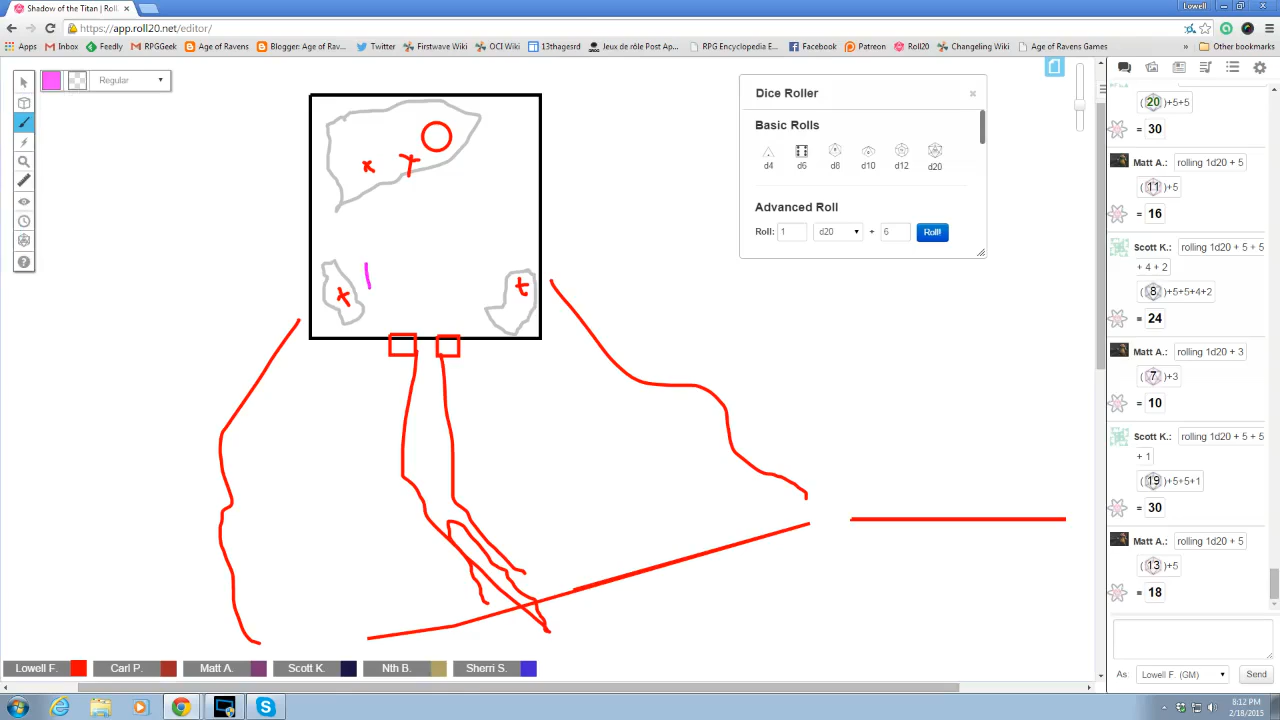 Shadow of the Titan | Roll20
Lowell
https://app.roll20.net/editor/
Apps Inbox Feedly RPGGeek Age of Ravens Blogger: Age of Ravens' Twitter Firstwave Wiki OCI Wiki 13thagesrd Jeux de rôle Post Ap... RPG Encyclopedia E... Facebook Patreon Roll20 Changeling Wiki Age of Ravens Games » Other bookmarks
Regular
x Y
t t
Dice Roller
Basic Rolls
d4 d6 d8 d10 d12 d20
Advanced Roll
Roll: 1 d20 + 6 Roll!
(20)+5+5
= 30
Matt A.: rolling 1d20 + 5
(11)+5
= 16
Scott K.: rolling 1d20 + 5 + 5
+ 4 + 2
(8)+5+5+4+2
= 24
Matt A.: rolling 1d20 + 3
(7)+3
= 10
Scott K.: rolling 1d20 + 5 + 5
+ 1
(19)+5+5+1
= 30
Matt A.: rolling 1d20 + 5
(13)+5
= 18
As Lowell F. (GM) Send
Lowell F. Carl P. Matt A. Scott K. Nth B. Sherri S.
8:12 PM
2/18/2015